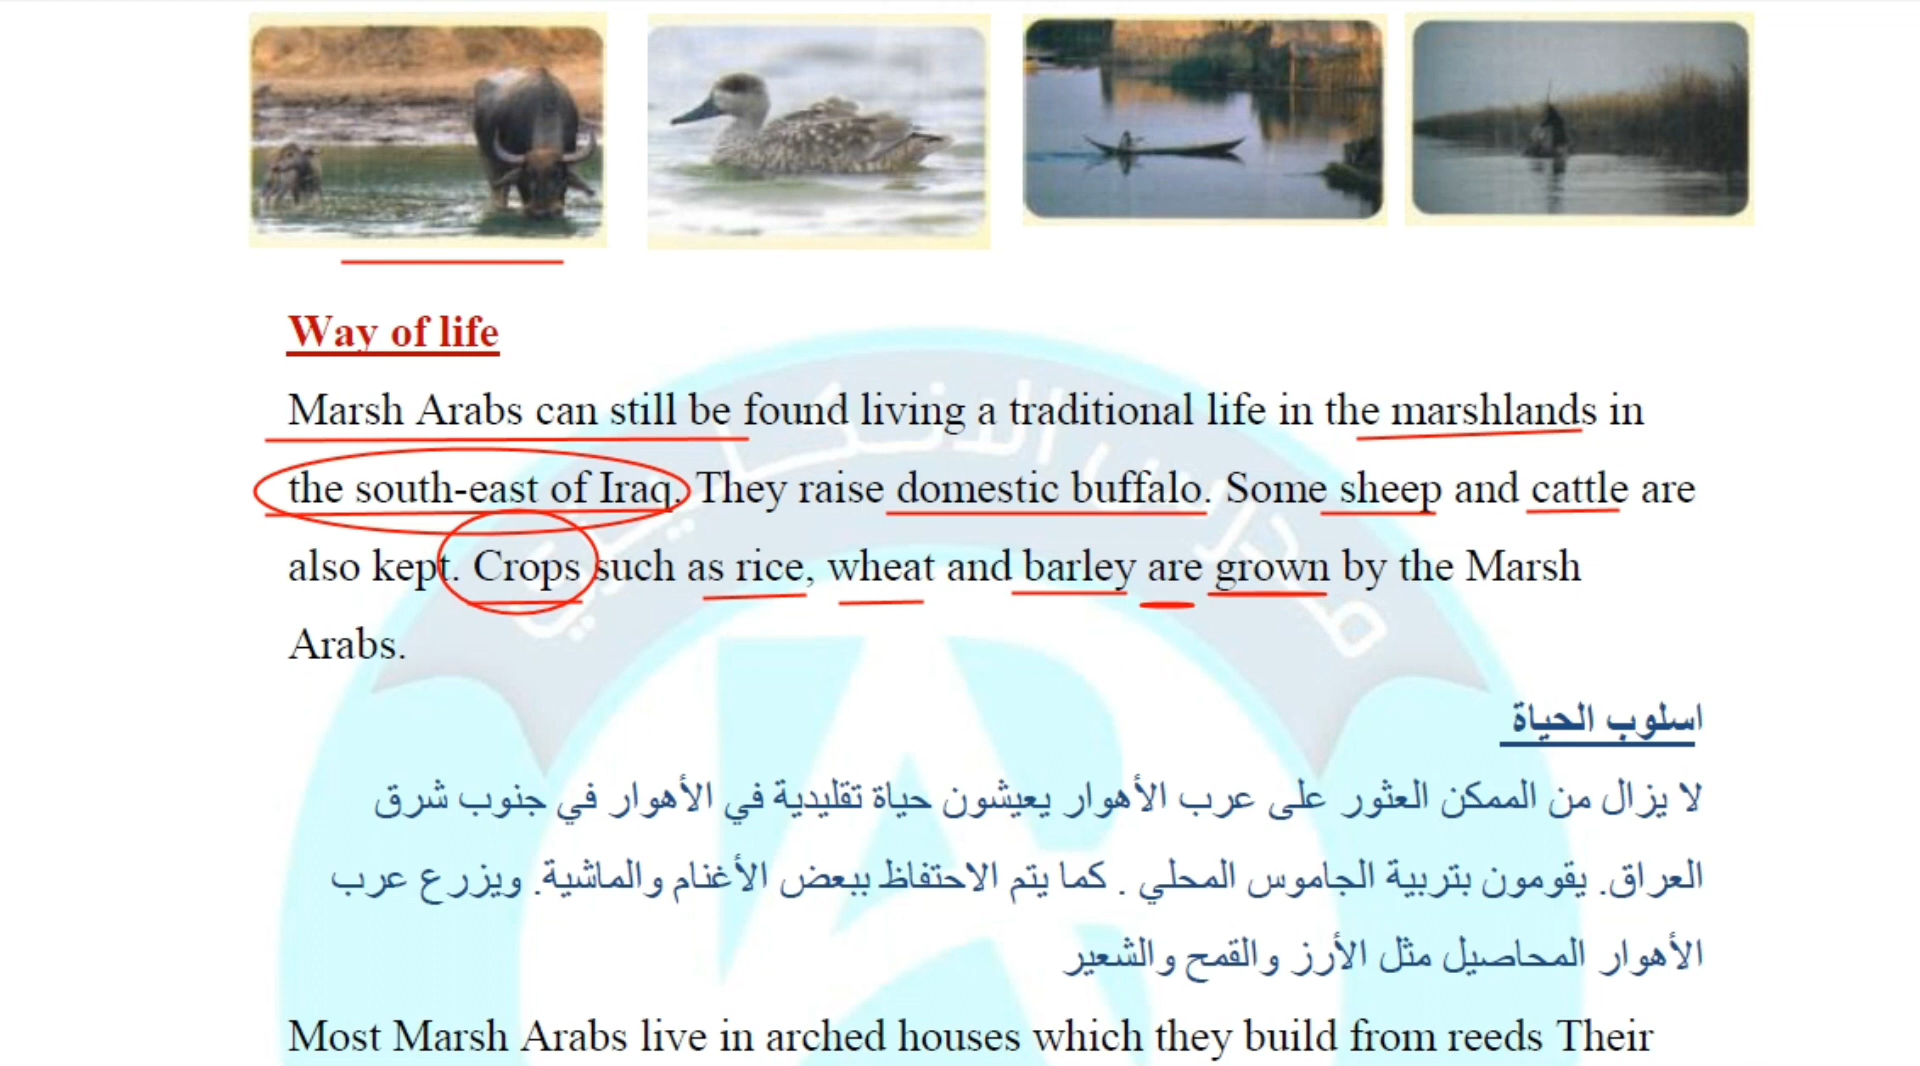 Way of life
Marsh Arabs can still be found living a traditional life in the marshlands in
the south-east of Iraq. They raise domestic buffalo. Some sheep and cattle are
also kept. Crops such as rice, wheat and barley are grown by the Marsh
Arabs.
اسلوب الحياة
لا يزال من الممكن العثور على عرب الأهوار يعيشون حياة تقليدية في الأهوار في جنوب شرق
العراق. يقومون بتربية الجاموس المحلي . كما يتم الاحتفاظ ببعض الأغنام والماشية. ويزرع عرب
الأهوار المحاصيل مثل الأرز والقمح والشعير
Most Marsh Arabs live in arched houses which they build from reeds Their